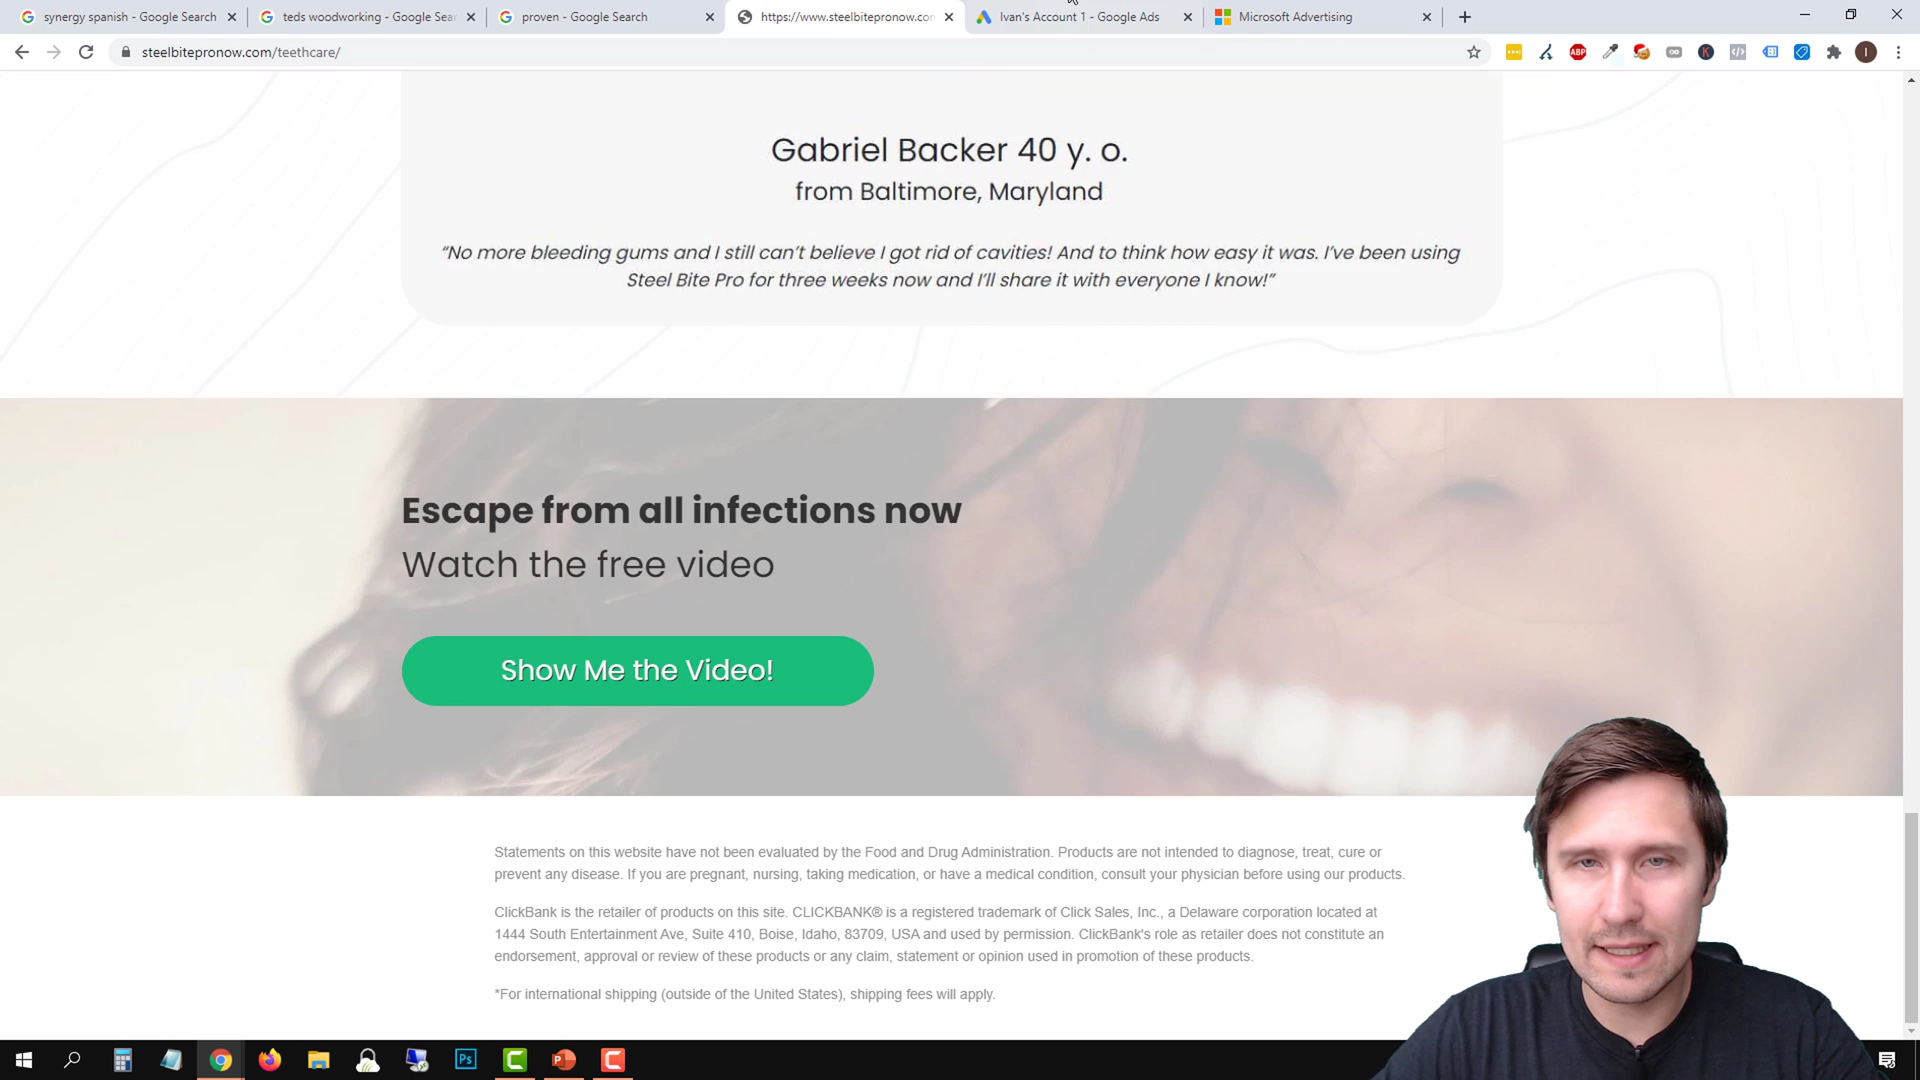 synergy spanish - Google Search
teds woodworking - Google Sear
proven - Google Search
https://www.steelbitepronow.com
Ivan's Account 1 - Google Ads
Microsoft Advertising
steelbitepronow.com/teethcare/
ABP
I
Gabriel Backer 40 y. o.
from Baltimore, Maryland
“No more bleeding gums and I still can’t believe I got rid of cavities! And to think how easy it was. I’ve been using
Steel Bite Pro for three weeks now and I’ll share it with everyone I know!”
Escape from all infections now
Watch the free video
Show Me the Video!
Statements on this website have not been evaluated by the Food and Drug Administration. Products are not intended to diagnose, treat, cure or
prevent any disease. If you are pregnant, nursing, taking medication, or have a medical condition, consult your physician before using our products.
ClickBank is the retailer of products on this site. CLICKBANK® is a registered trademark of Click Sales, Inc., a Delaware corporation located at
1444 South Entertainment Ave, Suite 410, Boise, Idaho, 83709, USA and used by permission. ClickBank's role as retailer does not constitute an
endorsement, approval or review of these products or any claim, statement or opinion used in promotion of these products.
*For international shipping (outside of the United States), shipping fees will apply.
Ps